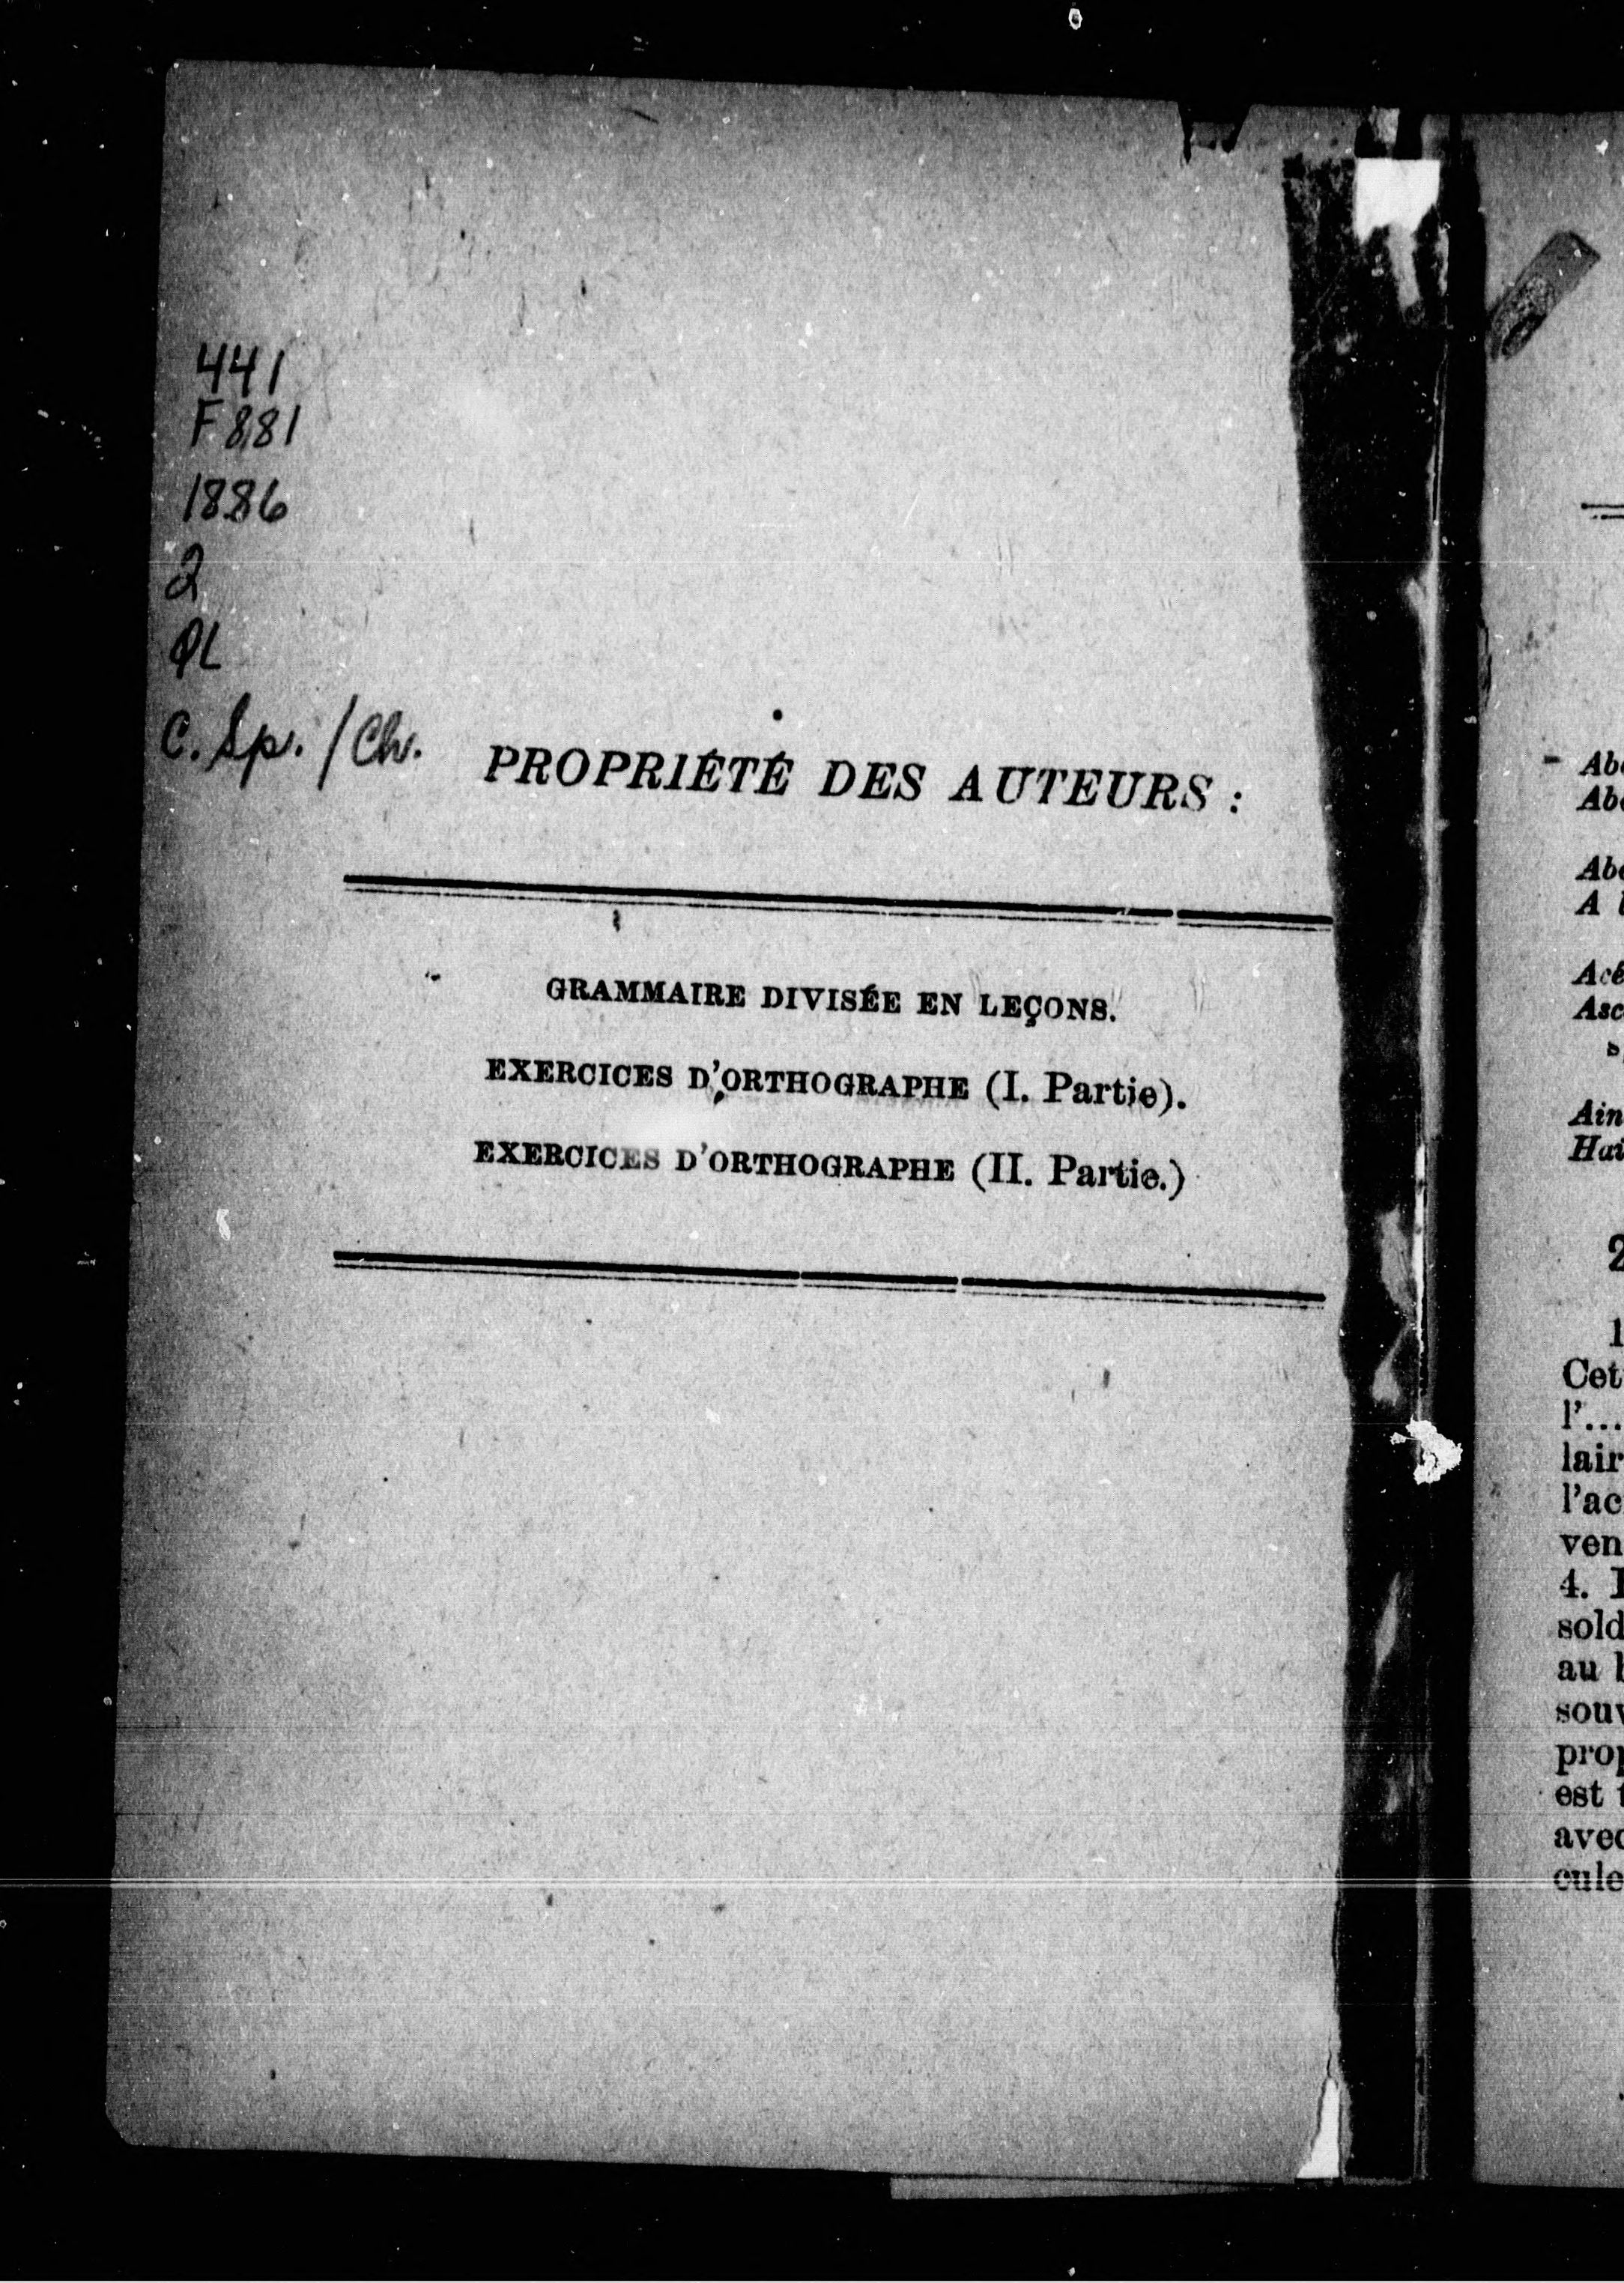 441
F881
1886
2
QL
C. Sp. / Ch.
PROPRIÉTÉ DES AUTEURS :
GRAMMAIRE DIVISÉE EN LEÇONS.
EXERCICES D'ORTHOGRAPHE (I. Partie).
EXERCICES D'ORTHOGRAPHE (II. Partie.)
Cet
l'...
lair
l'ac
ven
4.
sold
au
souv
prop
est
avec
cule